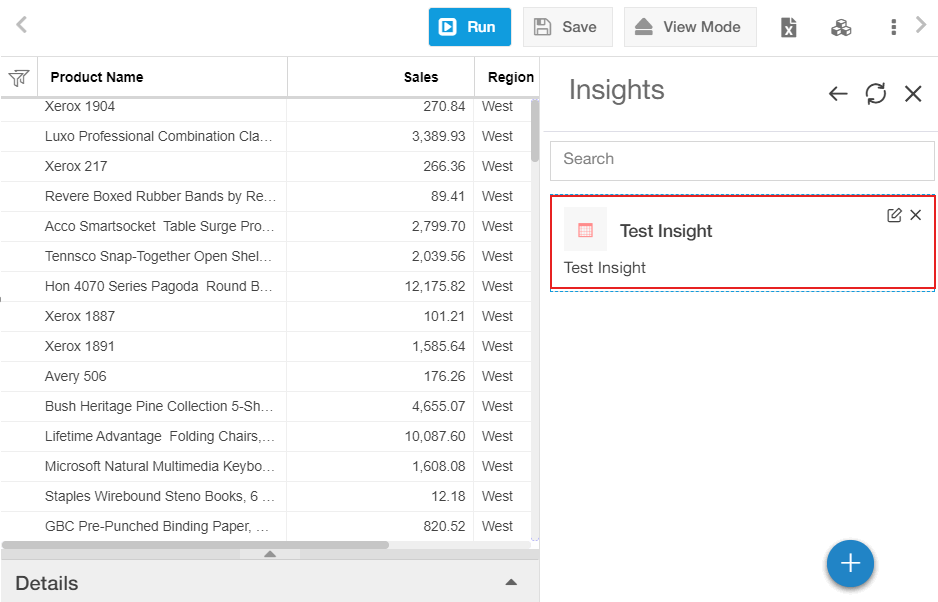 Run Save View Mode
Product Name Sales Region
Xerox 1904 270.84 West
Luxo Professional Combination Cla... 3,389.93 West
Xerox 217 266.36 West
Revere Boxed Rubber Bands by Re... 89.41 West
Acco Smartsocket Table Surge Pro... 2,799.70 West
Tennsco Snap-Together Open Shel... 2,039.56 West
Hon 4070 Series Pagoda Round B... 12,175.82 West
Xerox 1887 101.21 West
Xerox 1891 1,585.64 West
Avery 506 176.26 West
Bush Heritage Pine Collection 5-Sh... 4,655.07 West
Lifetime Advantage Folding Chairs,... 10,087.60 West
Microsoft Natural Multimedia Keybo... 1,608.08 West
Staples Wirebound Steno Books, 6 ... 12.18 West
GBC Pre-Punched Binding Paper, ... 820.52 West
Details
Insights
Search
Test Insight
Test Insight